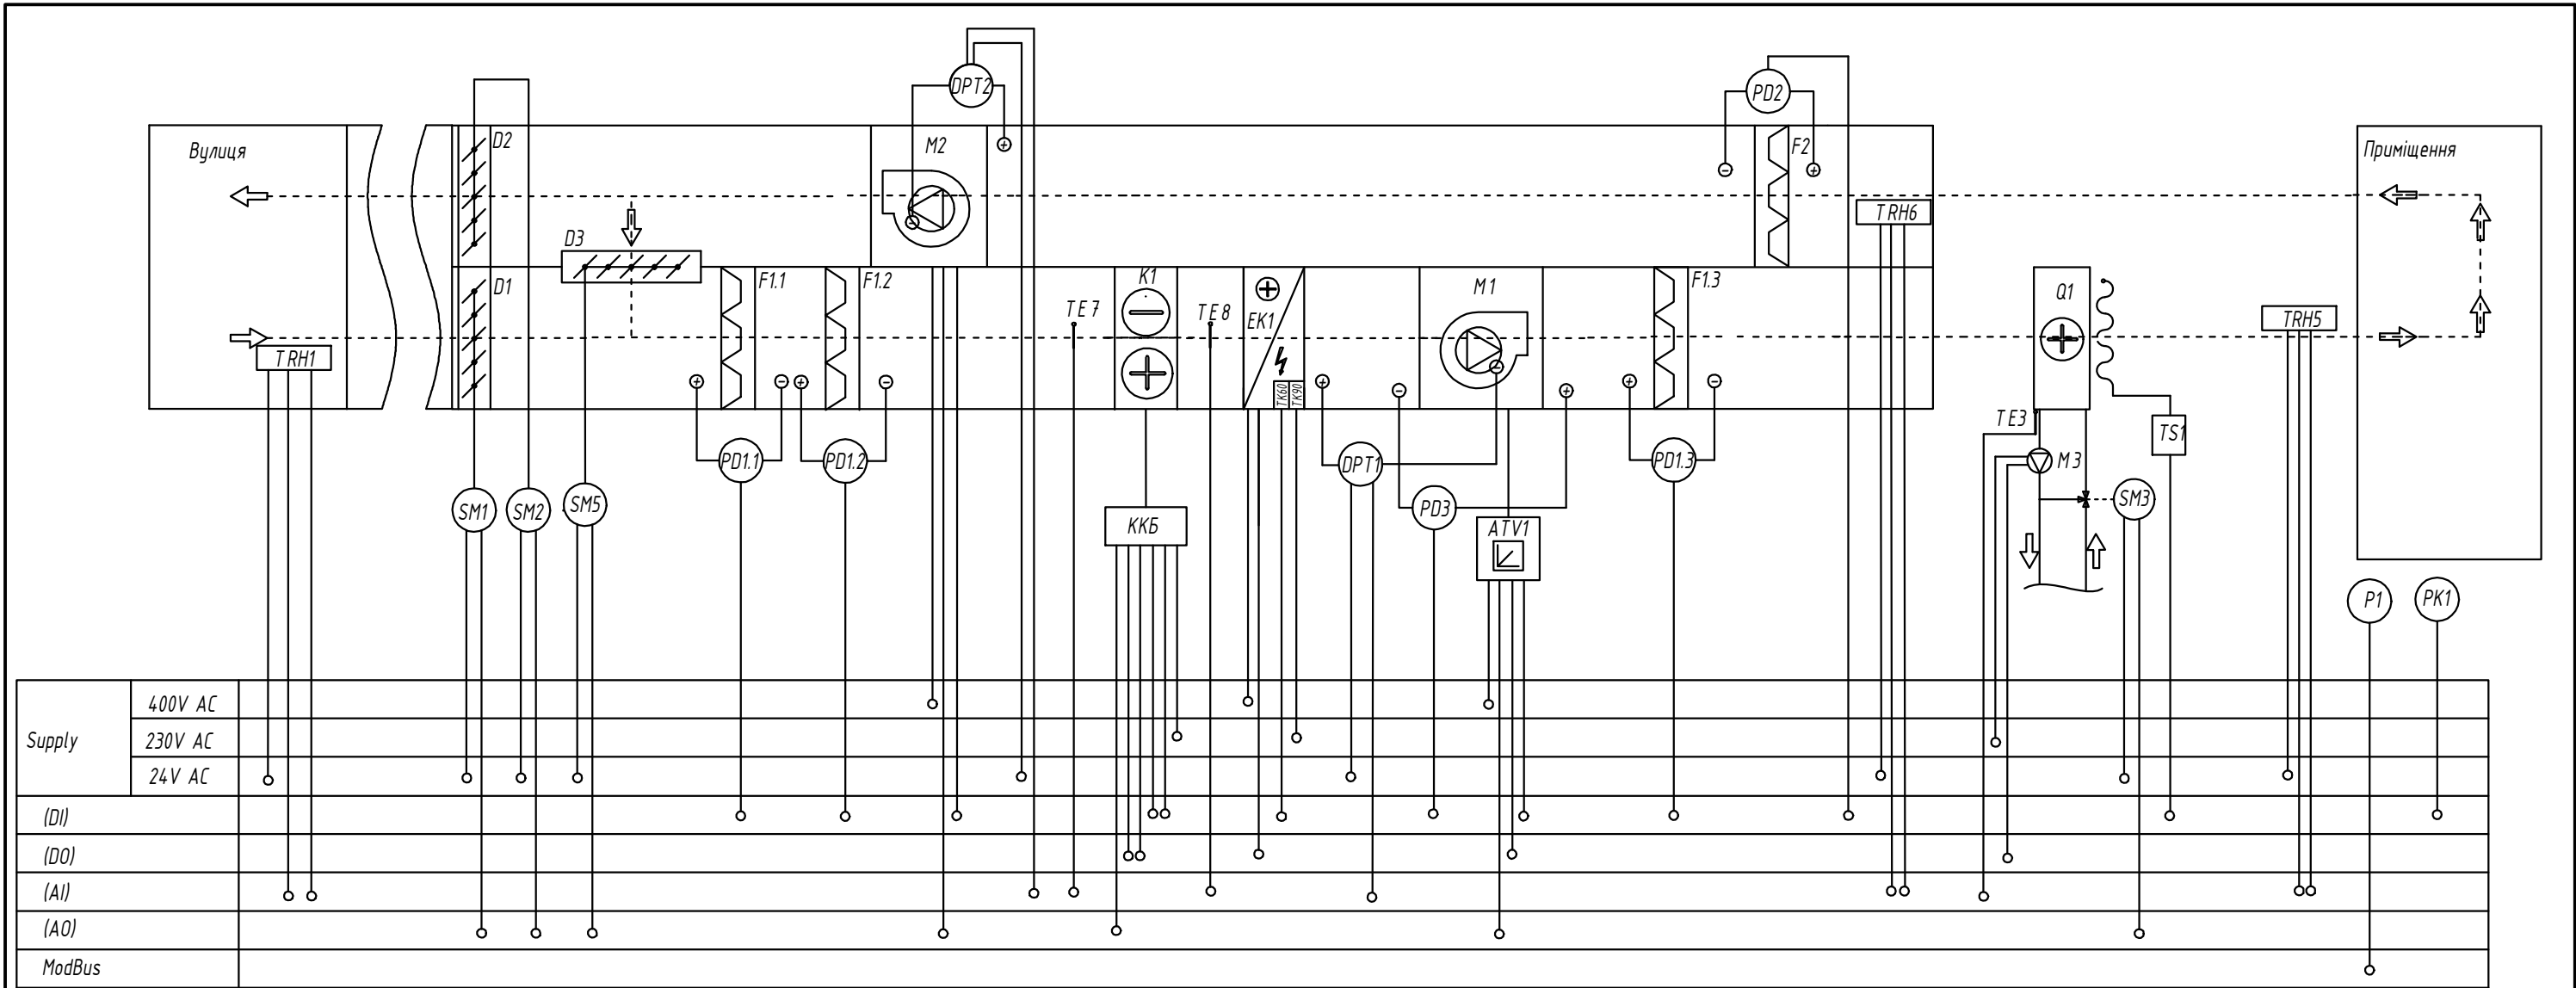 DPT2
PD2
Вулиця
D2
M2
F2
Приміщення
TRH6
D3
D1
F1.1
F1.2
TE7
K1
TE8
EK1
M1
F1.3
Q1
TRH5
TRH1
TK60
TK90
TE3
TS1
PD1.1
PD1.2
DPT1
PD1.3
M3
SM1
SM2
SM5
ККБ
PD3
ATV1
SM3
P1
PK1
Supply
400V AC
230V AC
24V AC
(DI)
(DO)
(AI)
(AO)
ModBus